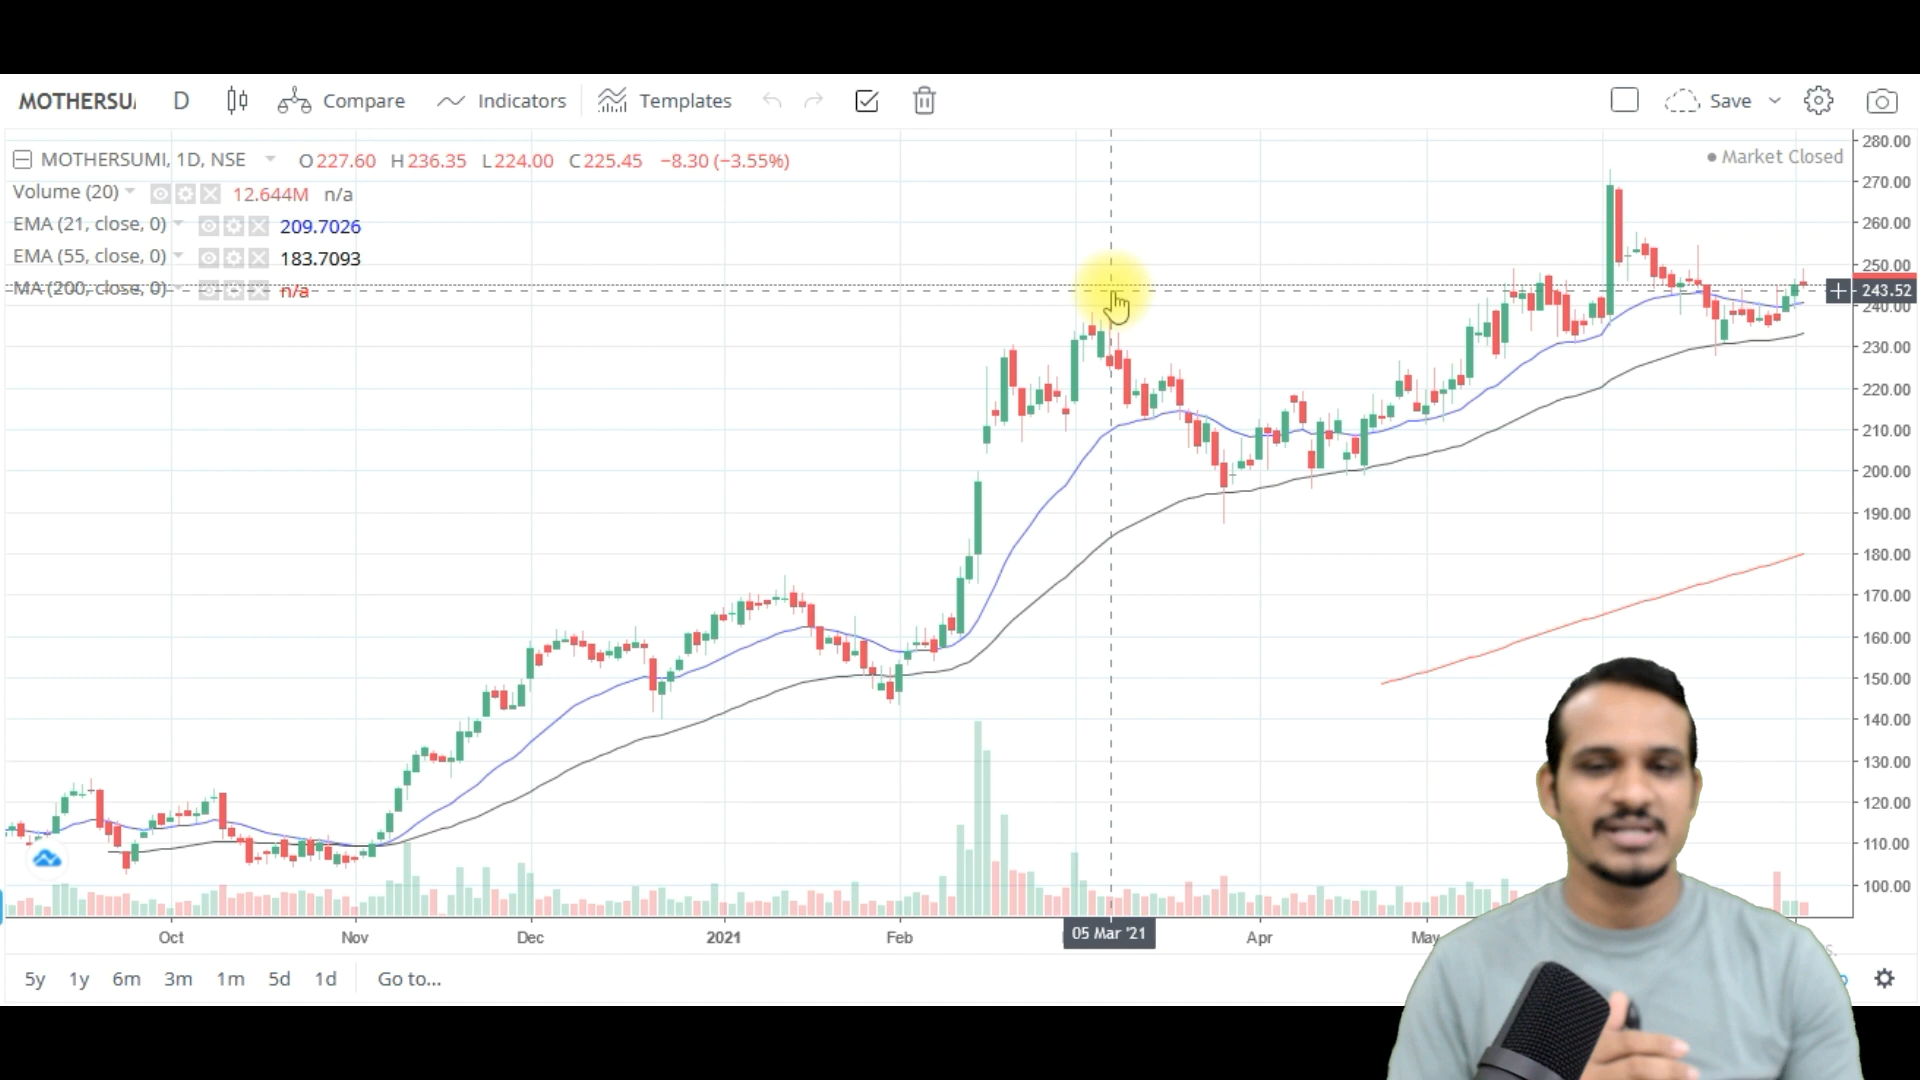 MOTHERSU
D
Compare
Indicators
Templates
Save
MOTHERSUMI, 1D, NSE
O 227.60 H 236.35 L 224.00 C 225.45 −8.30 (−3.55%)
Market Closed
Volume (20)
12.644M n/a
EMA (21, close, 0)
209.7026
EMA (55, close, 0)
183.7093
MA (200, close, 0)
n/a
280.00
270.00
260.00
250.00
243.52
240.00
230.00
220.00
210.00
200.00
190.00
180.00
170.00
160.00
150.00
140.00
130.00
120.00
110.00
100.00
Oct
Nov
Dec
2021
Feb
05 Mar '21
Apr
May
5y 1y 6m 3m 1m 5d 1d
Go to...